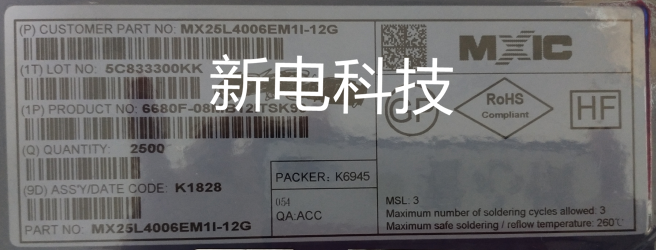 (P) CUSTOMER PART NO: MX25L4006EM1I-12G
MXIC
(1T) LOT NO: 5C833300KK
新电科技
(1P) PRODUCT NO:
GP
RoHS
Compliant
HF
(Q) QUANTITY: 2500
PACKER: K6945
(9D) ASS'Y/DATE CODE: K1828
054
QA:ACC
MSL: 3
Maximum number of soldering cycles allowed: 3
Maximum safe soldering / reflow temperature: 260℃
PART NO: MX25L4006EM1I-12G